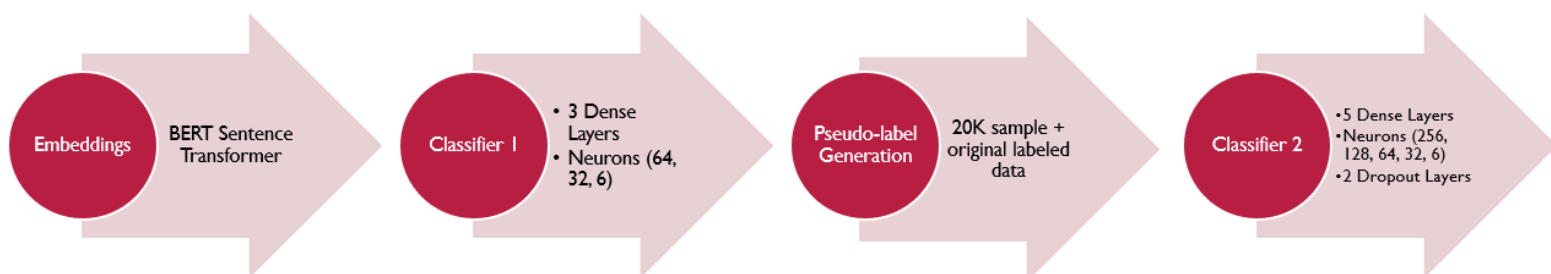 Embeddings
BERT Sentence
Transformer
Classifier 1
• 3 Dense
Layers
• Neurons (64,
32, 6)
Pseudo-label
Generation
20K sample +
original labeled
data
Classifier 2
•5 Dense Layers
•Neurons (256,
128, 64, 32, 6)
•2 Dropout Layers